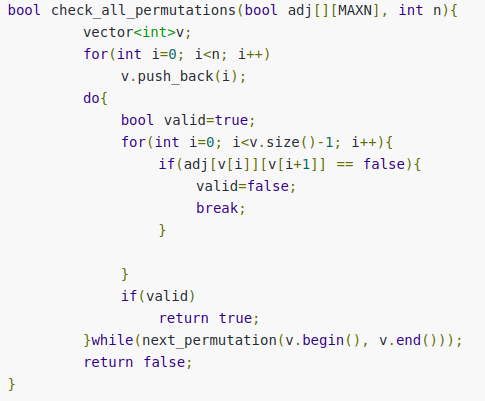 bool check_all_permutations(bool adj[][MAXN], int n){
        vector<int>v;
        for(int i=0; i<n; i++)
            v.push_back(i);
        do{
            bool valid=true;
            for(int i=0; i<v.size()-1; i++){
                if(adj[v[i]][v[i+1]] == false){
                    valid=false;
                    break;
                }

            }
            if(valid)
                return true;
        }while(next_permutation(v.begin(), v.end()));
        return false;
}